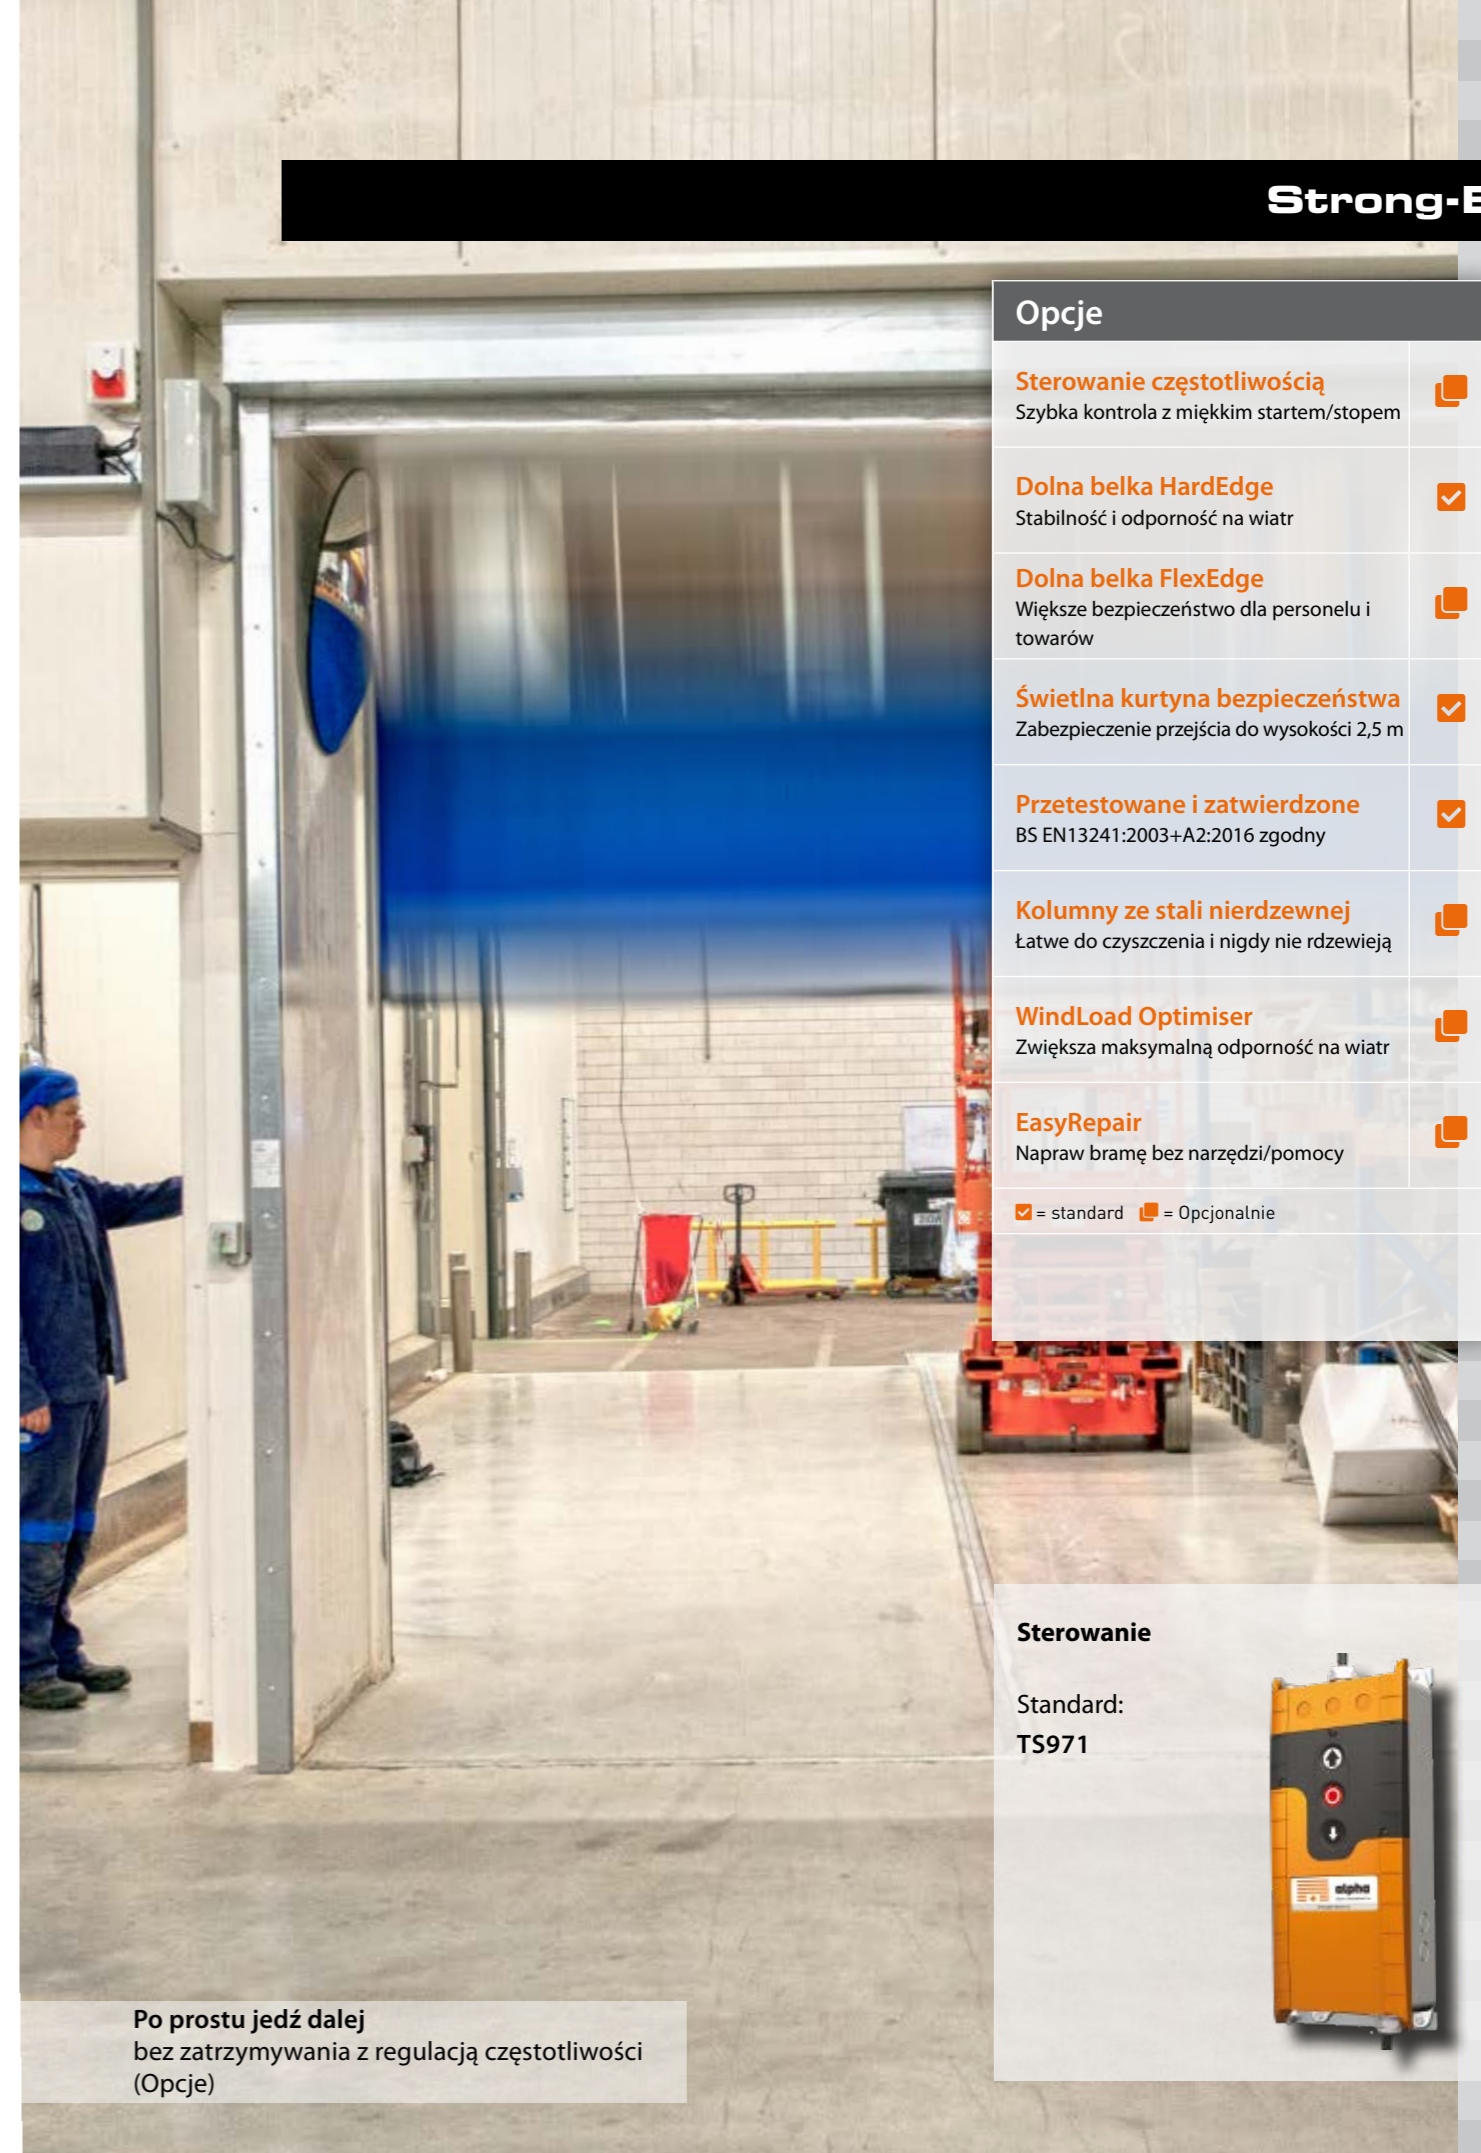 Strong-
Opcje
Sterowanie częstotliwością
Szybka kontrola z miękkim startem/stopem
Dolna belka HardEdge
Stabilność i odporność na wiatr
Dolna belka FlexEdge
Większe bezpieczeństwo dla personelu i
towarów
Świetlna kurtyna bezpieczeństwa
Zabezpieczenie przejścia do wysokości 2,5 m
Przetestowane i zatwierdzone
BS EN13241:2003+A2:2016 zgodny
Kolumny ze stali nierdzewnej
Łatwe do czyszczenia i nigdy nie rdzewieją
WindLoad Optimiser
Zwiększa maksymalną odporność na wiatr
EasyRepair
Napraw bramę bez narzędzi/pomocy
= standard = Opcjonalnie
Sterowanie
Standard:
TS971
alpha
Po prostu jedź dalej
bez zatrzymywania z regulacją częstotliwości
(Opcje)